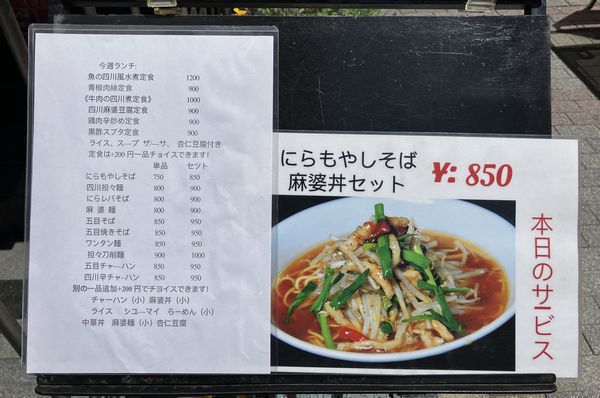 今週ランチ:
魚の四川風水煮定食 1200
青椒肉絲定食 900
《牛肉の四川煮定食》 1000
四川麻婆豆腐定食 900
鶏肉辛炒め定食 900
黒酢スブタ定食 900
ライス、スープ ザーサ、 杏仁豆腐付き
定食は+200 円一品チョイスできます!
単品 セツト
にらもやしそば 750 850
四川担々麺 800 900
にらレバそば 800 900
麻 婆 麺 800 900
五目そば 850 950
五目焼きそば 850 950
ワンタン麺 850 950
担々刀削麺 900 1000
五目チャーハン 850 950
四川辛チャーハン 850 950
別の一品追加+200 円でチョイスできます!
チャーハン（小）麻婆丼（小）
ライス シユーマイ らーめん（小）
中華丼 麻婆麺（小）杏仁豆腐
にらもやしそば
麻婆丼セット
¥: 850
本日のサービス